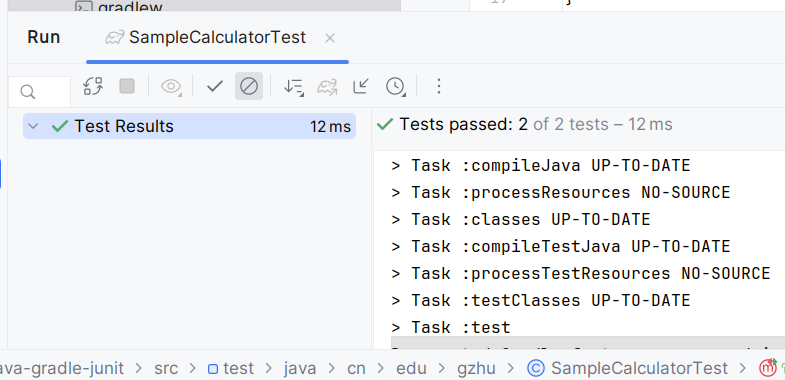 gradlew
Run SampleCalculatorTest
Test Results 12 ms
Tests passed: 2 of 2 tests – 12 ms
> Task :compileJava UP-TO-DATE
> Task :processResources NO-SOURCE
> Task :classes UP-TO-DATE
> Task :compileTestJava UP-TO-DATE
> Task :processTestResources NO-SOURCE
> Task :testClasses UP-TO-DATE
> Task :test
ava-gradle-junit > src > test > java > cn > edu > gzhu > SampleCalculatorTest >